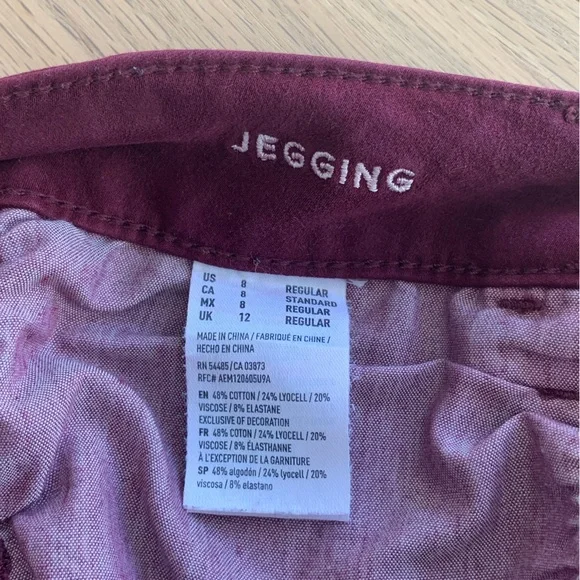 JEGGING
US 8 REGULAR
CA 8 STANDARD
MX 8 REGULAR
UK 12 REGULAR
MADE IN CHINA / FABRIQUÉ EN CHINE /
HECHO EN CHINA
RN 54485/CA 03873
RFC# AEM120605U9A
EN 48% COTTON/24% LYOCELL/20%
VISCOSE/8% ELASTANE
EXCLUSIVE OF DECORATION
FR 48% COTON/24% LYOCELL/20%
VISCOSE/8% ÉLASTHANNE
À L'EXCEPTION DE LA GARNITURE
SP 48% algodón/24% lyocell/20%
viscosa/8% elastano